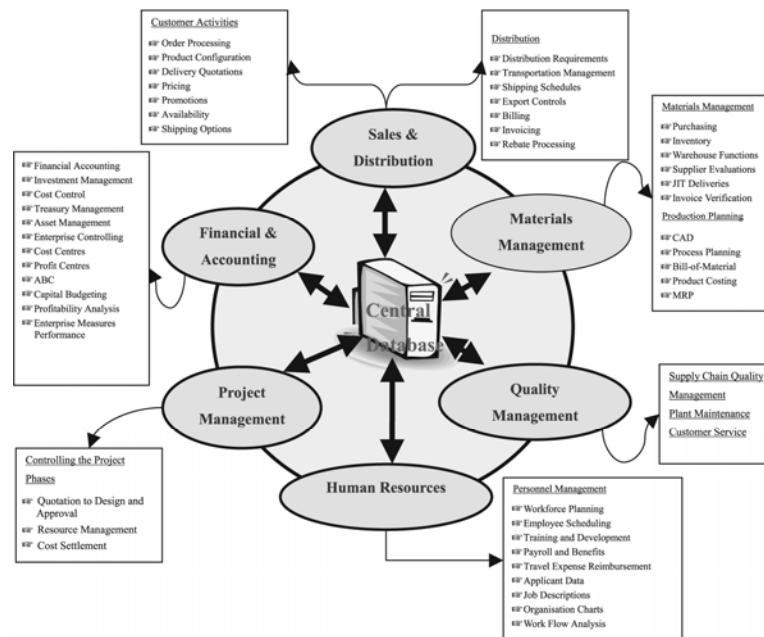 Customer Activities
☞ Order Processing
☞ Product Configuration
☞ Delivery Quotations
☞ Pricing
☞ Promotions
☞ Availability
☞ Shipping Options
Distribution
☞ Distribution Requirements
☞ Transportation Management
☞ Shipping Schedules
☞ Export Controls
☞ Billing
☞ Invoicing
☞ Rebate Processing
Materials Management
☞ Purchasing
☞ Inventory
☞ Warehouse Functions
☞ Supplier Evaluations
☞ JIT Deliveries
☞ Invoice Verification
Production Planning
☞ CAD
☞ Process Planning
☞ Bill-of-Material
☞ Product Costing
☞ MRP
☞ Financial Accounting
☞ Investment Management
☞ Cost Control
☞ Treasury Management
☞ Asset Management
☞ Enterprise Controlling
☞ Cost Centres
☞ Profit Centres
☞ ABC
☞ Capital Budgeting
☞ Profitability Analysis
☞ Enterprise Measures
Performance
Sales &
Distribution
Financial &
Accounting
Materials
Management
Central
Database
Project
Management
Quality
Management
Human Resources
Supply Chain Quality
Management
Plant Maintenance
Customer Service
Controlling the Project
Phases
☞ Quotation to Design and
Approval
☞ Resource Management
☞ Cost Settlement
Personnel Management
☞ Workforce Planning
☞ Employee Scheduling
☞ Training and Development
☞ Payroll and Benefits
☞ Travel Expense Reimbursement
☞ Applicant Data
☞ Job Descriptions
☞ Organisation Charts
☞ Work Flow Analysis